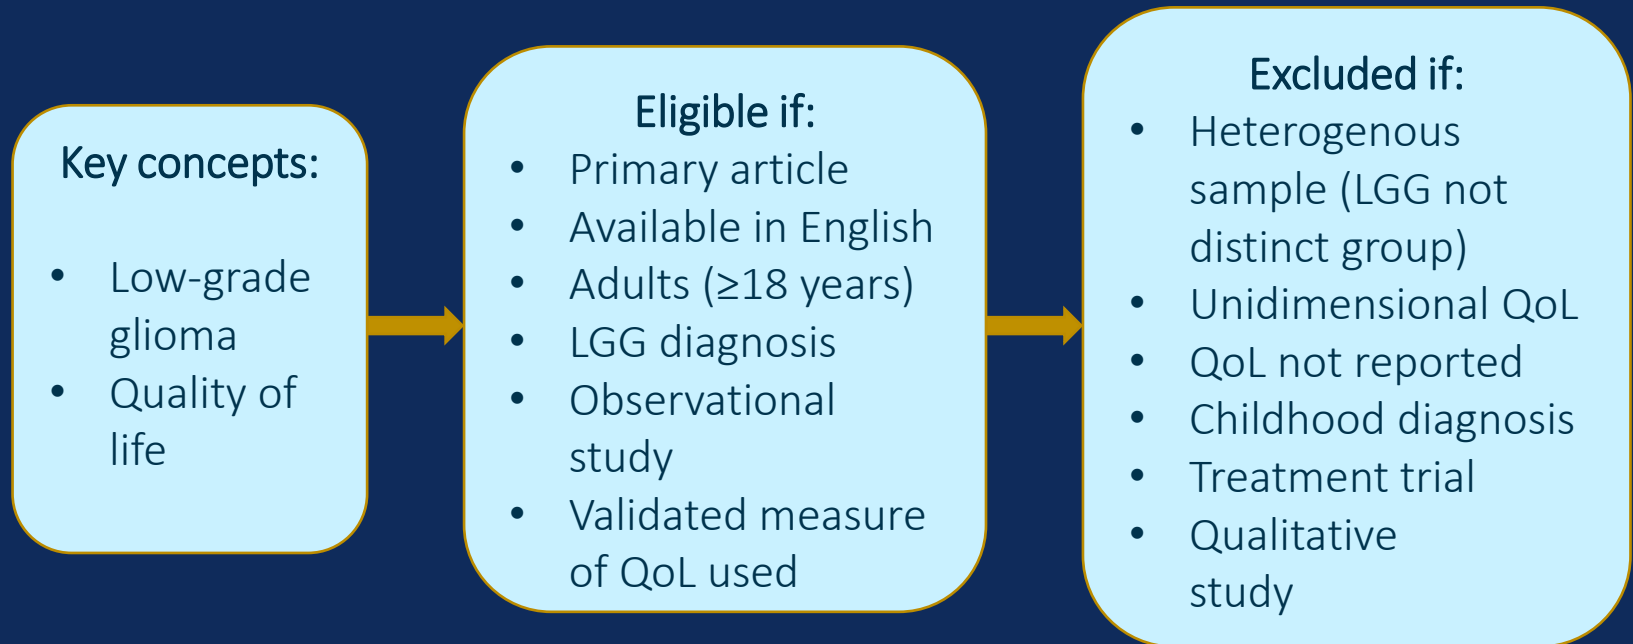 Key concepts:
• Low-grade
glioma
• Quality of
life
Eligible if:
• Primary article
• Available in English
• Adults (≥18 years)
• LGG diagnosis
• Observational
study
• Validated measure
of QoL used
Excluded if:
• Heterogenous
sample (LGG not
distinct group)
• Unidimensional QoL
• QoL not reported
• Childhood diagnosis
• Treatment trial
• Qualitative
study